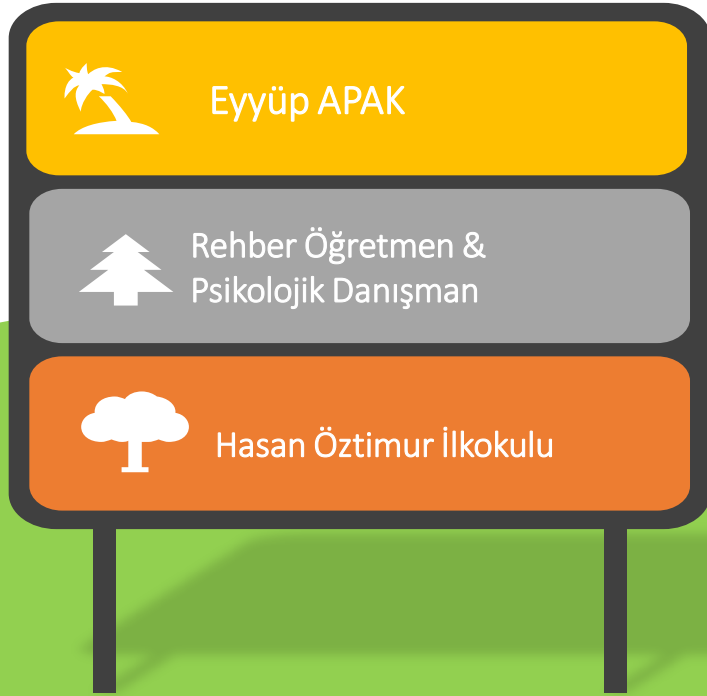 Eyyüp APAK
Rehber Öğretmen &
Psikolojik Danışman
Hasan Öztimur İlkokulu